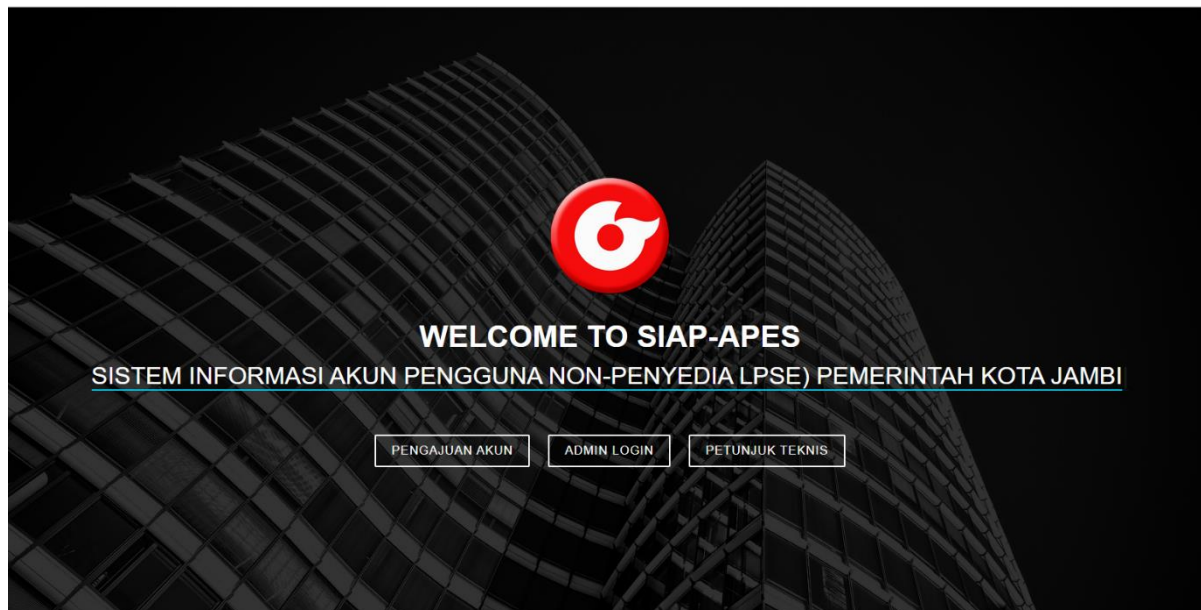 WELCOME TO SIAP-APES
SISTEM INFORMASI AKUN PENGGUNA NON-PENYEDIA LPSE) PEMERINTAH KOTA JAMBI
PENGAJUAN AKUN
ADMIN LOGIN
PETUNJUK TEKNIS